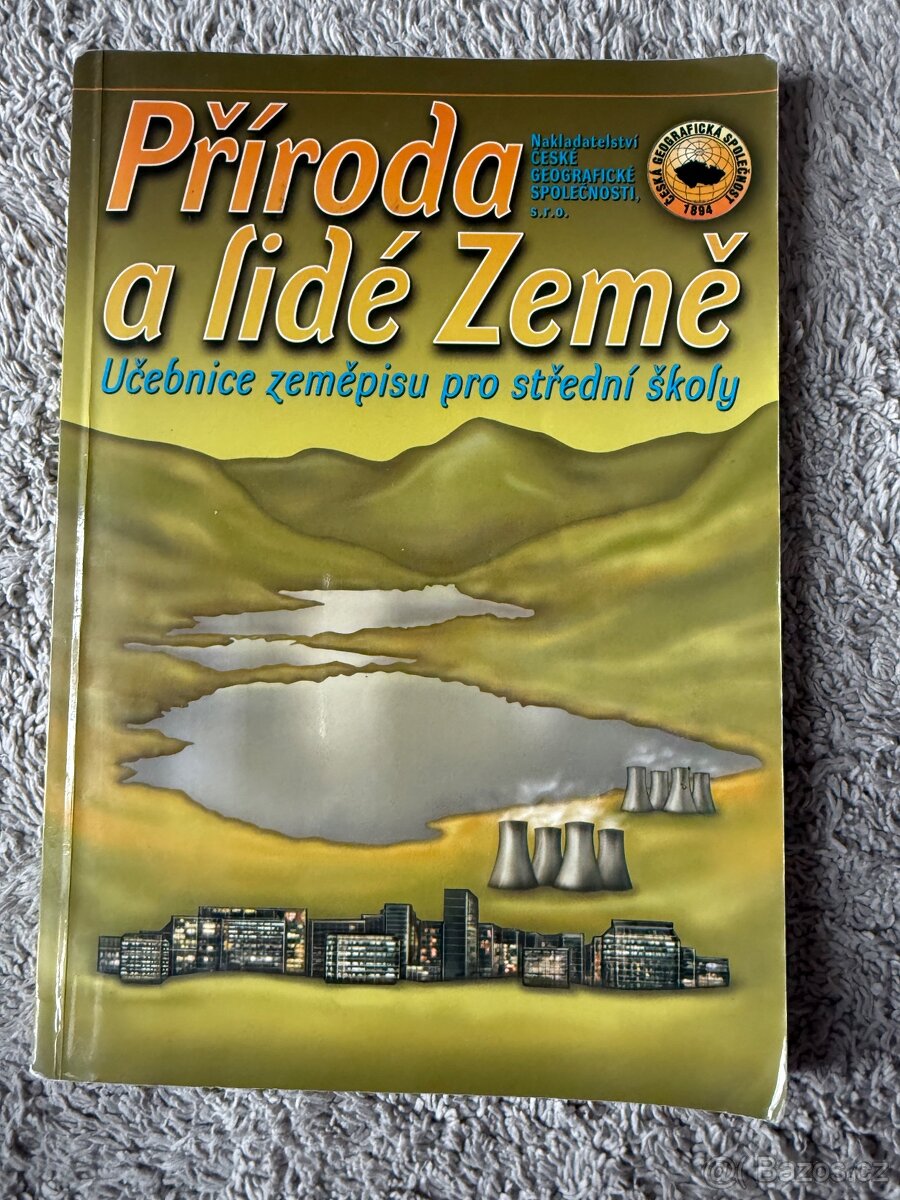 Příroda
a lidé Země
Nakladatelství
ČESKÉ
GEOGRAFICKÉ
SPOLEČNOSTI,
s.r.o.
ČESKÁ GEOGRAFICKÁ SPOLEČNOST
1894
Učebnice zeměpisu pro střední školy
@ Bazos.cz